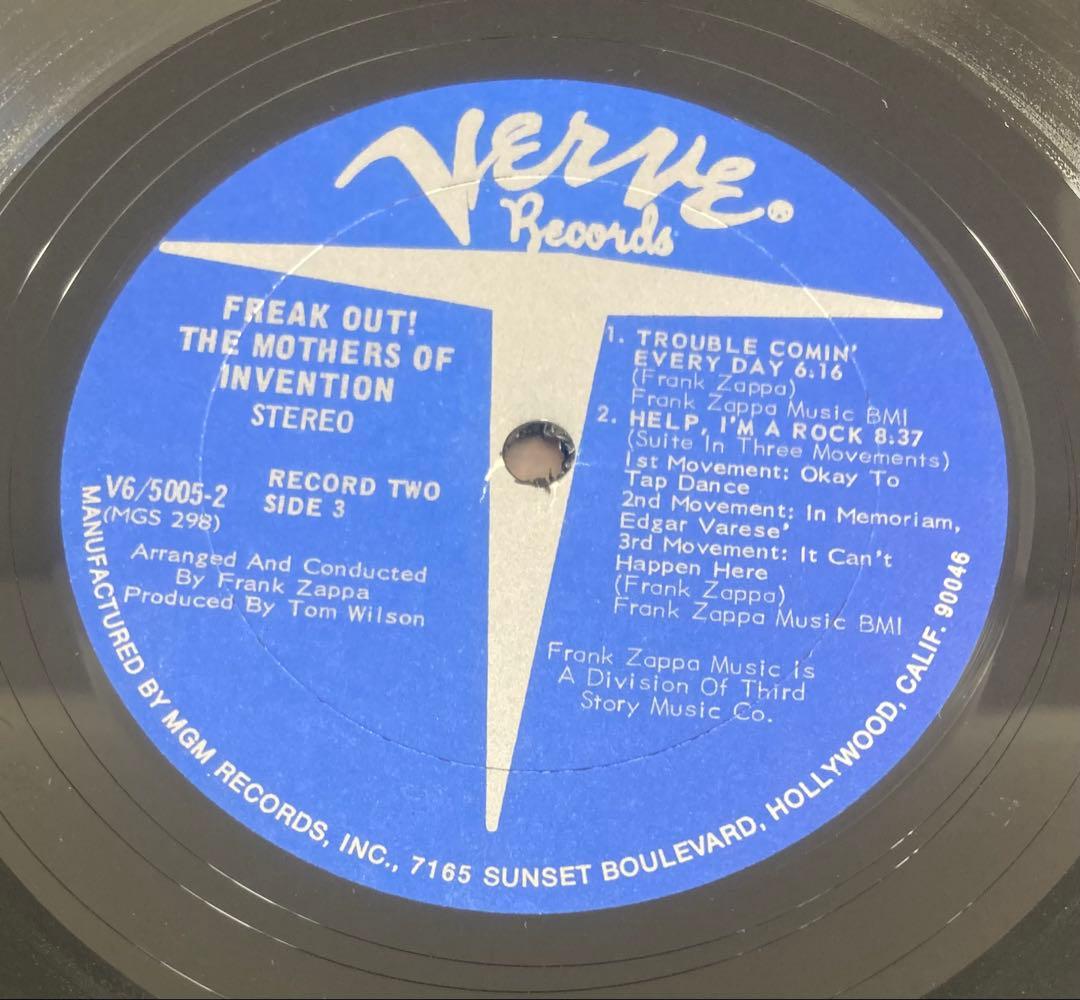 Verve®
Records
FREAK OUT!
THE MOTHERS OF
INVENTION
STEREO
V6/5005-2
(MGS 298)
RECORD TWO
SIDE 3
Arranged And Conducted
By Frank Zappa
Produced By Tom Wilson
1. TROUBLE COMIN'
EVERY DAY 6:16
(Frank Zappa)
Frank Zappa Music BMI
2. HELP, I'M A ROCK 8:37
(Suite In Three Movements)
1st Movement: Okay To
Tap Dance
2nd Movement: In Memoriam,
Edgar Varese'
3rd Movement: It Can't
Happen Here
(Frank Zappa)
Frank Zappa Music BMI
Frank Zappa Music is
A Division Of Third
Story Music Co.
MANUFACTURED BY MGM RECORDS, INC., 7165 SUNSET BOULEVARD, HOLLYWOOD, CALIF. 90046